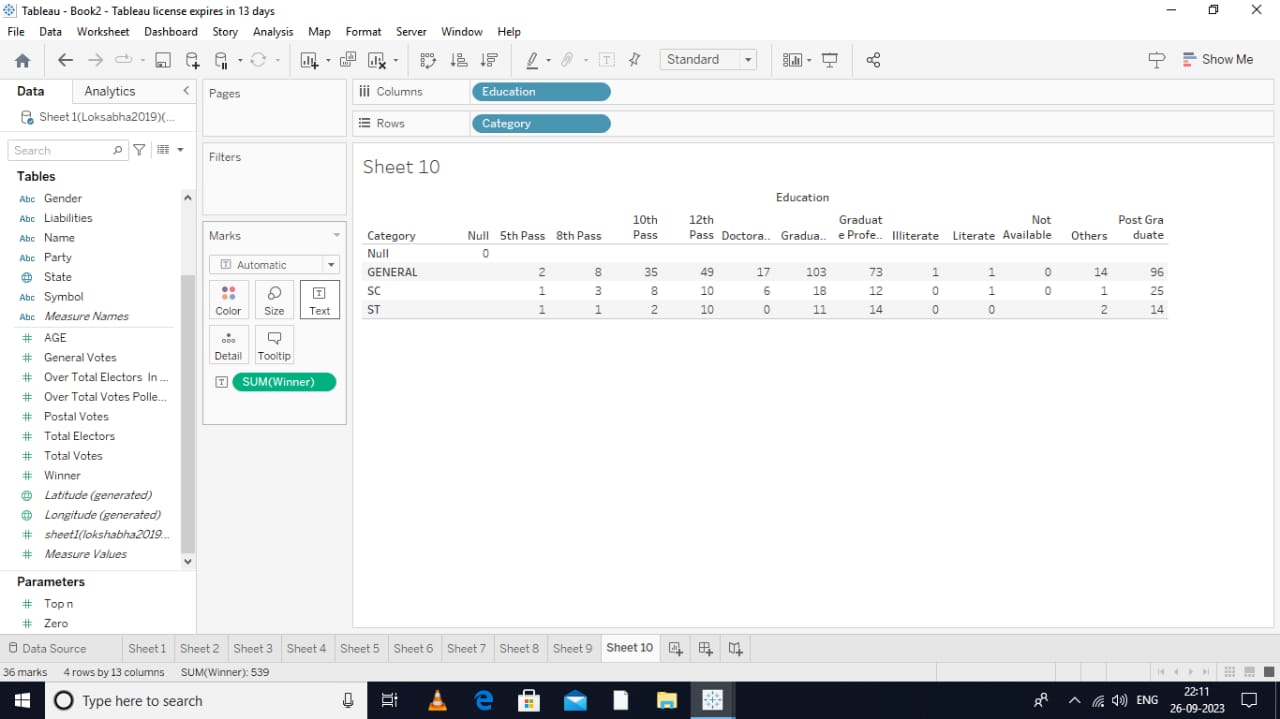 Tableau - Book2 - Tableau license expires in 13 days
File Data Worksheet Dashboard Story Analysis Map Format Server Window Help
Standard
Show Me
Data Analytics
Sheet 1(Loksabha2019)(...
Search
Tables
Abc Gender
Abc Liabilities
Abc Name
Abc Party
State
Abc Symbol
Abc Measure Names
# AGE
# General Votes
# Over Total Electors In ...
# Over Total Votes Polle...
# Postal Votes
# Total Electors
# Total Votes
# Winner
Latitude (generated)
Longitude (generated)
# sheet1(lokshabha2019...
# Measure Values
Parameters
# Top n
# Zero
Pages
Filters
Marks
T Automatic
Color Size T Text
Detail Tooltip
T SUM(Winner)
Columns Education
Rows Category
Sheet 10
Education
Category Null 5th Pass 8th Pass 10th Pass 12th Pass Doctora.. Gradua.. Graduat e Profe.. Illiterate Literate Not Available Others Post Gra duate
Null 0
GENERAL 2 8 35 49 17 103 73 1 1 0 14 96
SC 1 3 8 10 6 18 12 0 1 0 1 25
ST 1 1 2 10 0 11 14 0 0 2 14
Data Source Sheet 1 Sheet 2 Sheet 3 Sheet 4 Sheet 5 Sheet 6 Sheet 7 Sheet 8 Sheet 9 Sheet 10
36 marks 4 rows by 13 columns SUM(Winner): 539
Type here to search
ENG
22:11
26-09-2023